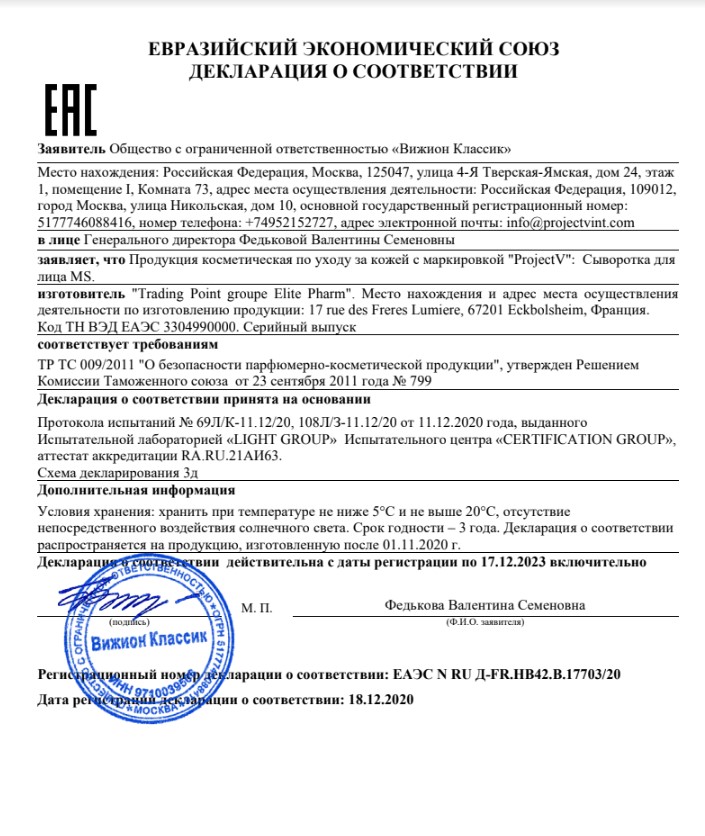 ЕВРАЗИЙСКИЙ ЭКОНОМИЧЕСКИЙ СОЮЗ
ДЕКЛАРАЦИЯ О СООТВЕТСТВИИ
ЕАС
Заявитель Общество с ограниченной ответственностью «Вижион Классик»
Место нахождения: Российская Федерация, Москва, 125047, улица 4-Я Тверская-Ямская, дом 24, этаж
1, помещение I, Комната 73, адрес места осуществления деятельности: Российская Федерация, 109012,
город Москва, улица Никольская, дом 10, основной государственный регистрационный номер:
5177746088416, номер телефона: +74952152727, адрес электронной почты: info@projectvint.com
в лице Генерального директора Федьковой Валентины Семеновны
заявляет, что Продукция косметическая по уходу за кожей с маркировкой "ProjectV": Сыворотка для
лица MS.
изготовитель "Trading Point groupe Elite Pharm". Место нахождения и адрес места осуществления
деятельности по изготовлению продукции: 17 rue des Freres Lumiere, 67201 Eckbolsheim, Франция.
Код ТН ВЭД ЕАЭС 3304990000. Серийный выпуск
соответствует требованиям
ТР ТС 009/2011 "О безопасности парфюмерно-косметической продукции", утвержден Решением
Комиссии Таможенного союза от 23 сентября 2011 года № 799
Декларация о соответствии принята на основании
Протокола испытаний № 69Л/К-11.12/20, 108Л/З-11.12/20 от 11.12.2020 года, выданного
Испытательной лабораторией «LIGHT GROUP» Испытательного центра «CERTIFICATION GROUP»,
аттестат аккредитации RA.RU.21АИ63.
Схема декларирования 3д
Дополнительная информация
Условия хранения: хранить при температуре не ниже 5°С и не выше 20°С, отсутствие
непосредственного воздействия солнечного света. Срок годности – 3 года. Декларация о соответствии
распространяется на продукцию, изготовленную после 01.11.2020 г.
Декларация о соответствии действительна с даты регистрации по 17.12.2023 включительно
М. П.
Федькова Валентина Семеновна
(подпись)
(Ф.И.О. заявителя)
Вижион Классик
МОСКВА
Регистрационный номер декларации о соответствии: ЕАЭС N RU Д-FR.НВ42.В.17703/20
Дата регистрации декларации о соответствии: 18.12.2020